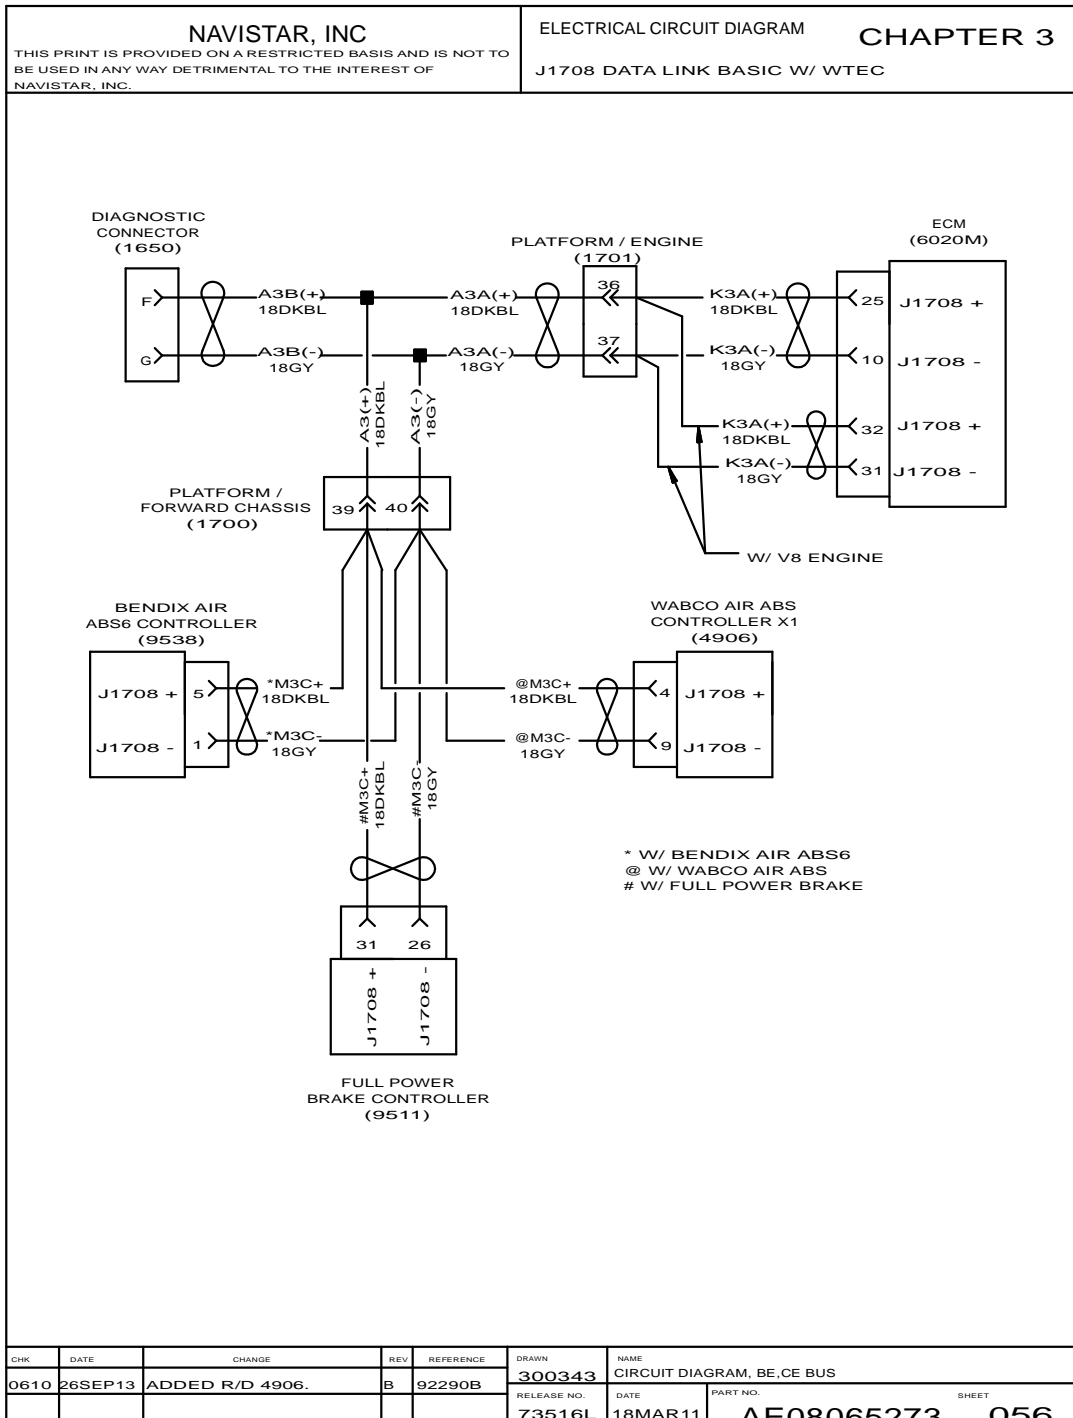 NAVISTAR, INC
THIS PRINT IS PROVIDED ON A RESTRICTED BASIS AND IS NOT TO
BE USED IN ANY WAY DETRIMENTAL TO THE INTEREST OF
NAVISTAR, INC.
ELECTRICAL CIRCUIT DIAGRAM
CHAPTER 3
J1708 DATA LINK BASIC W/ WTEC
DIAGNOSTIC
CONNECTOR
(1650)
F
G
A3B(+)
18DKBL
A3B(-)
18GY
A3A(+)
18DKBL
A3A(-)
18GY
PLATFORM / ENGINE
(1701)
36
37
K3A(+)
18DKBL
K3A(-)
18GY
K3A(+)
18DKBL
K3A(-)
18GY
ECM
(6020M)
25 J1708 +
10 J1708 -
32 J1708 +
31 J1708 -
W/ V8 ENGINE
A3(+)
18DKBL
A3(-)
18GY
PLATFORM /
FORWARD CHASSIS
(1700)
39
40
BENDIX AIR
ABS6 CONTROLLER
(9538)
J1708 + 5
J1708 - 1
*M3C+
18DKBL
*M3C-
18GY
WABCO AIR ABS
CONTROLLER X1
(4906)
@M3C+
18DKBL
@M3C-
18GY
4 J1708 +
9 J1708 -
#M3C+
18DKBL
#M3C-
18GY
* W/ BENDIX AIR ABS6
@ W/ WABCO AIR ABS
# W/ FULL POWER BRAKE
31
26
J1708 +
J1708 -
FULL POWER
BRAKE CONTROLLER
(9511)
CHK DATE CHANGE REV REFERENCE
0610 26SEP13 ADDED R/D 4906. B 92290B
DRAWN
300343
NAME
CIRCUIT DIAGRAM, BE,CE BUS
RELEASE NO.
73516L
DATE
18MAR11
PART NO.
AE08065273
SHEET
056